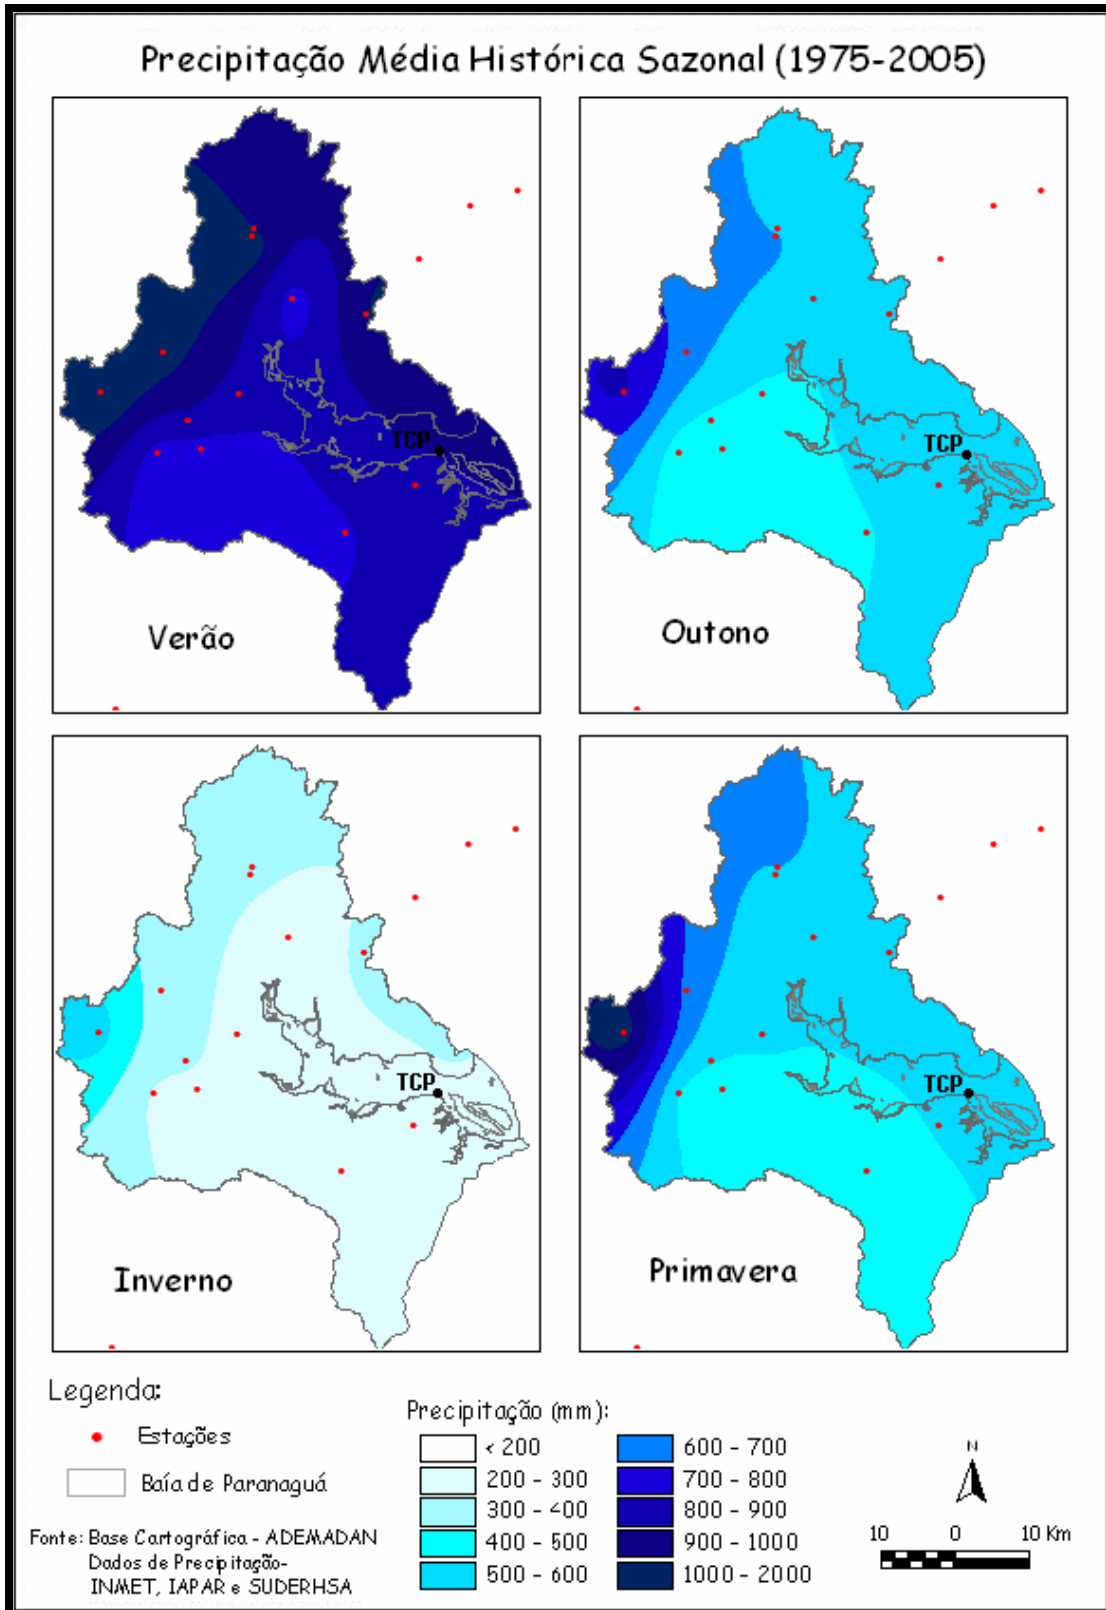 Precipitação Média Histórica Sazonal (1975-2005)
TCP
Verão
TCP
Outono
TCP
Inverno
TCP
Primavera
Legenda:
Estações
Baía de Paranaguá
Fonte: Base Cartográfica - ADEMADAN
Dados de Precipitação-
INMET, IAPAR e SUDERHSA
Precipitação (mm):
< 200
200 - 300
300 - 400
400 - 500
500 - 600
600 - 700
700 - 800
800 - 900
900 - 1000
1000 - 2000
N
10 0 10 Km